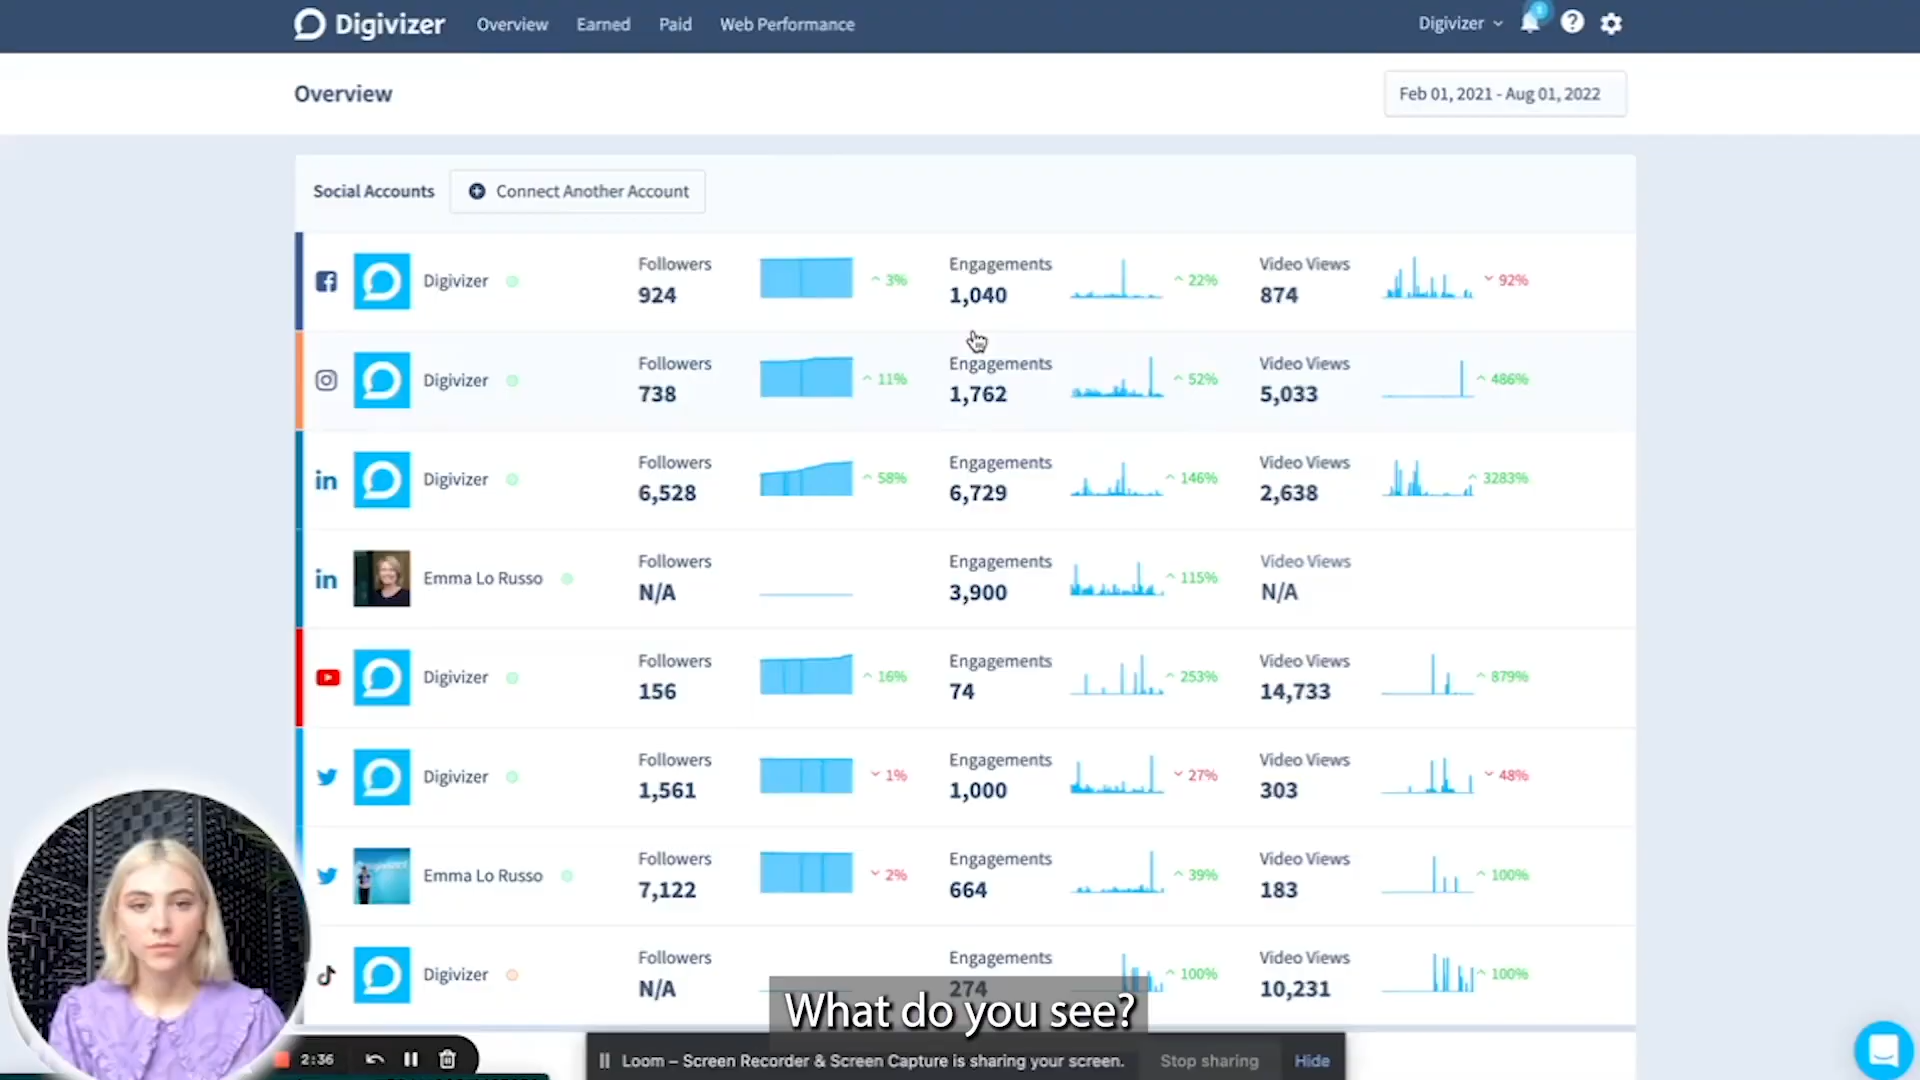 Digivizer Overview Earned Paid Web Performance Digivizer
Overview Feb 01, 2021 - Aug 01, 2022
Social Accounts Connect Another Account
Digivizer Followers 924 3% Engagements 1,040 22% Video Views 874 92%
Digivizer Followers 738 11% Engagements 1,762 52% Video Views 5,033 486%
in Digivizer Followers 6,528 58% Engagements 6,729 146% Video Views 2,638 3283%
in Emma Lo Russo Followers N/A Engagements 3,900 115% Video Views N/A
Digivizer Followers 156 16% Engagements 74 253% Video Views 14,733 879%
Digivizer Followers 1,561 1% Engagements 1,000 27% Video Views 303 48%
Emma Lo Russo Followers 7,122 2% Engagements 664 39% Video Views 183 100%
Digivizer Followers N/A Engagements 274 100% Video Views 10,231 100%
What do you see?
2:36 Loom – Screen Recorder & Screen Capture is sharing your screen. Stop sharing Hide